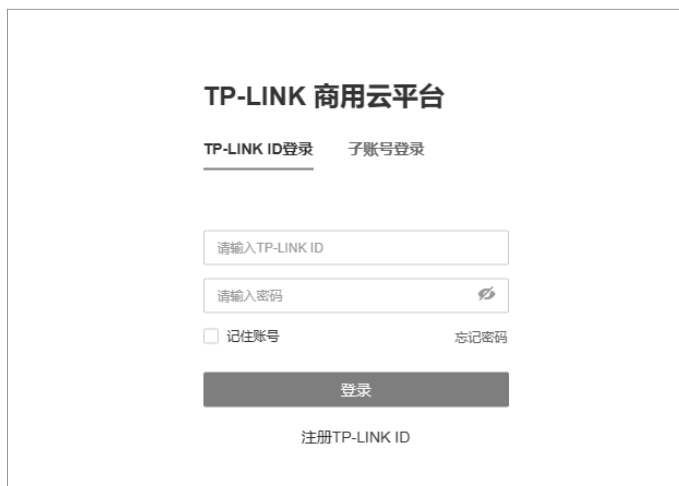 TP-LINK 商用云平台
TP-LINK ID登录 子账号登录
请输入TP-LINK ID
请输入密码
记住账号 忘记密码
登录
注册TP-LINK ID